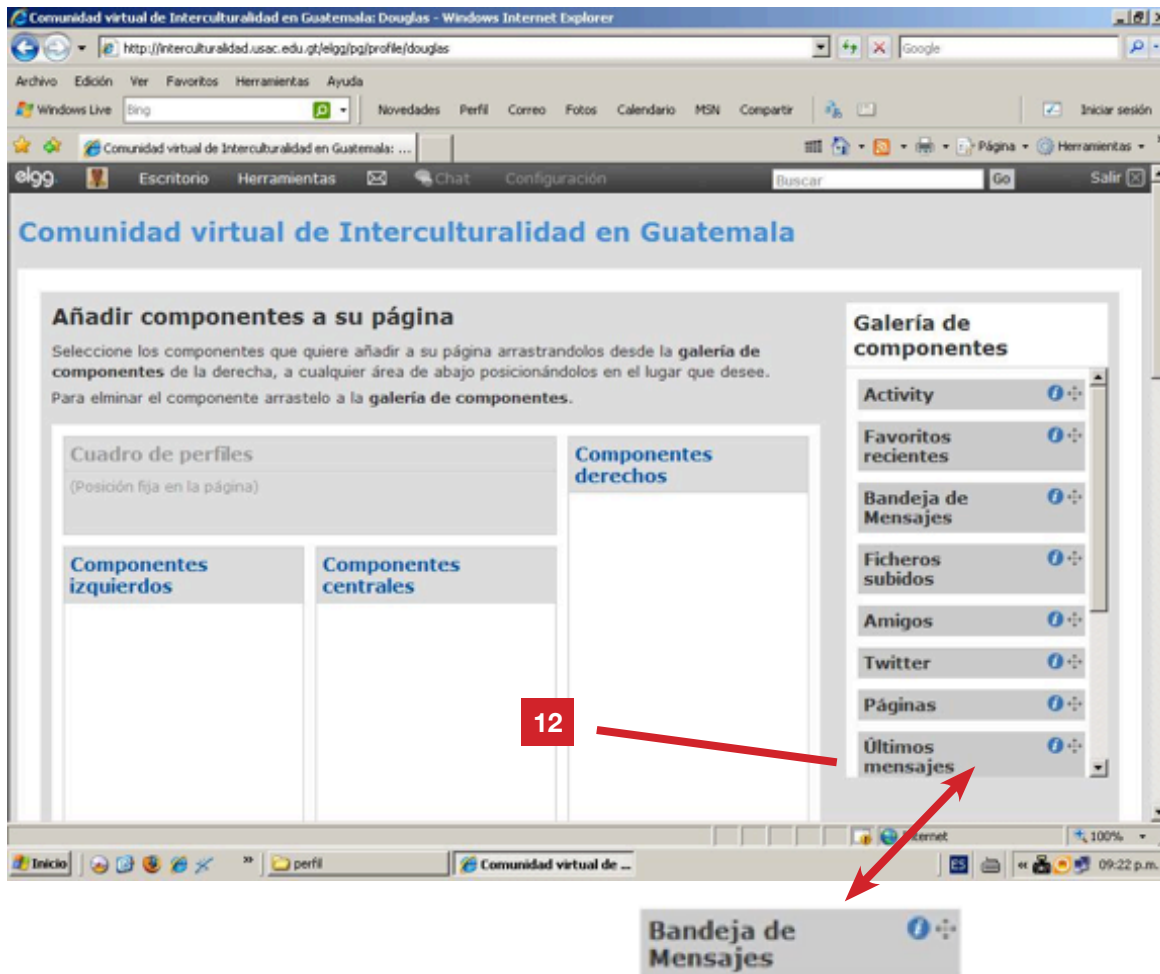 Comunidad virtual de Interculturalidad en Guatemala: Douglas - Windows Internet Explorer
http://interculturalidad.usac.edu.gt/elgg/pg/profile/douglas
Google
Archivo Edición Ver Favoritos Herramientas Ayuda
Windows Live Bing Novedades Perfil Correo Fotos Calendario MSN Compartir Iniciar sesión
Comunidad virtual de Interculturalidad en Guatemala: ... Página Herramientas
elgg Escritorio Herramientas Chat Configuración Buscar Go Salir
Comunidad virtual de Interculturalidad en Guatemala
Añadir componentes a su página
Seleccione los componentes que quiere añadir a su página arrastrandolos desde la galería de
componentes de la derecha, a cualquier área de abajo posicionándolos en el lugar que desee.
Para elminar el componente arrastelo a la galería de componentes.
Cuadro de perfiles
(Posición fija en la página)
Componentes
derechos
Componentes
izquierdos
Componentes
centrales
Galería de
componentes
Activity
Favoritos
recientes
Bandeja de
Mensajes
Ficheros
subidos
Amigos
Twitter
Páginas
Últimos
mensajes
12
Internet 100%
Inicio » perfil Comunidad virtual de ... ES « 09:22 p.m.
Bandeja de
Mensajes